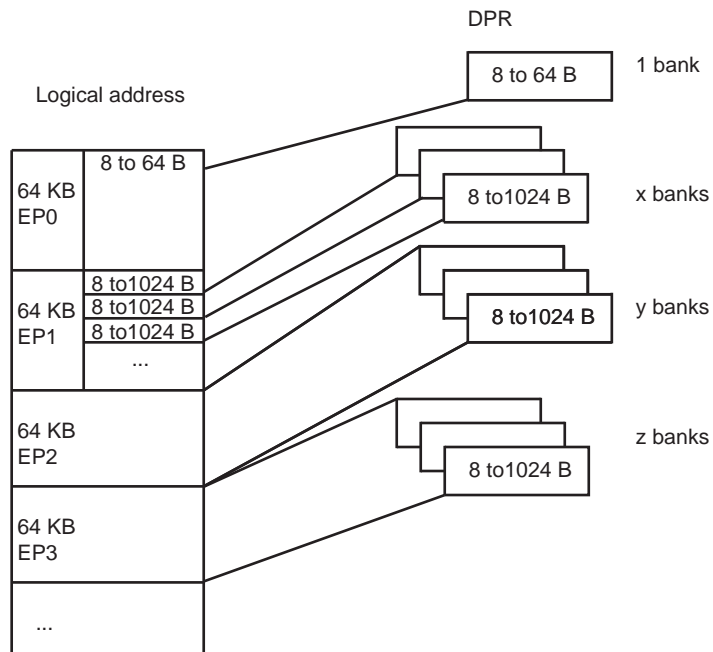 DPR
8 to 64 B
1 bank
Logical address
64 KB
EP0
8 to 64 B
8 to1024 B
x banks
64 KB
EP1
8 to1024 B
8 to1024 B
8 to1024 B
...
8 to1024 B
y banks
64 KB
EP2
8 to1024 B
z banks
64 KB
EP3
...